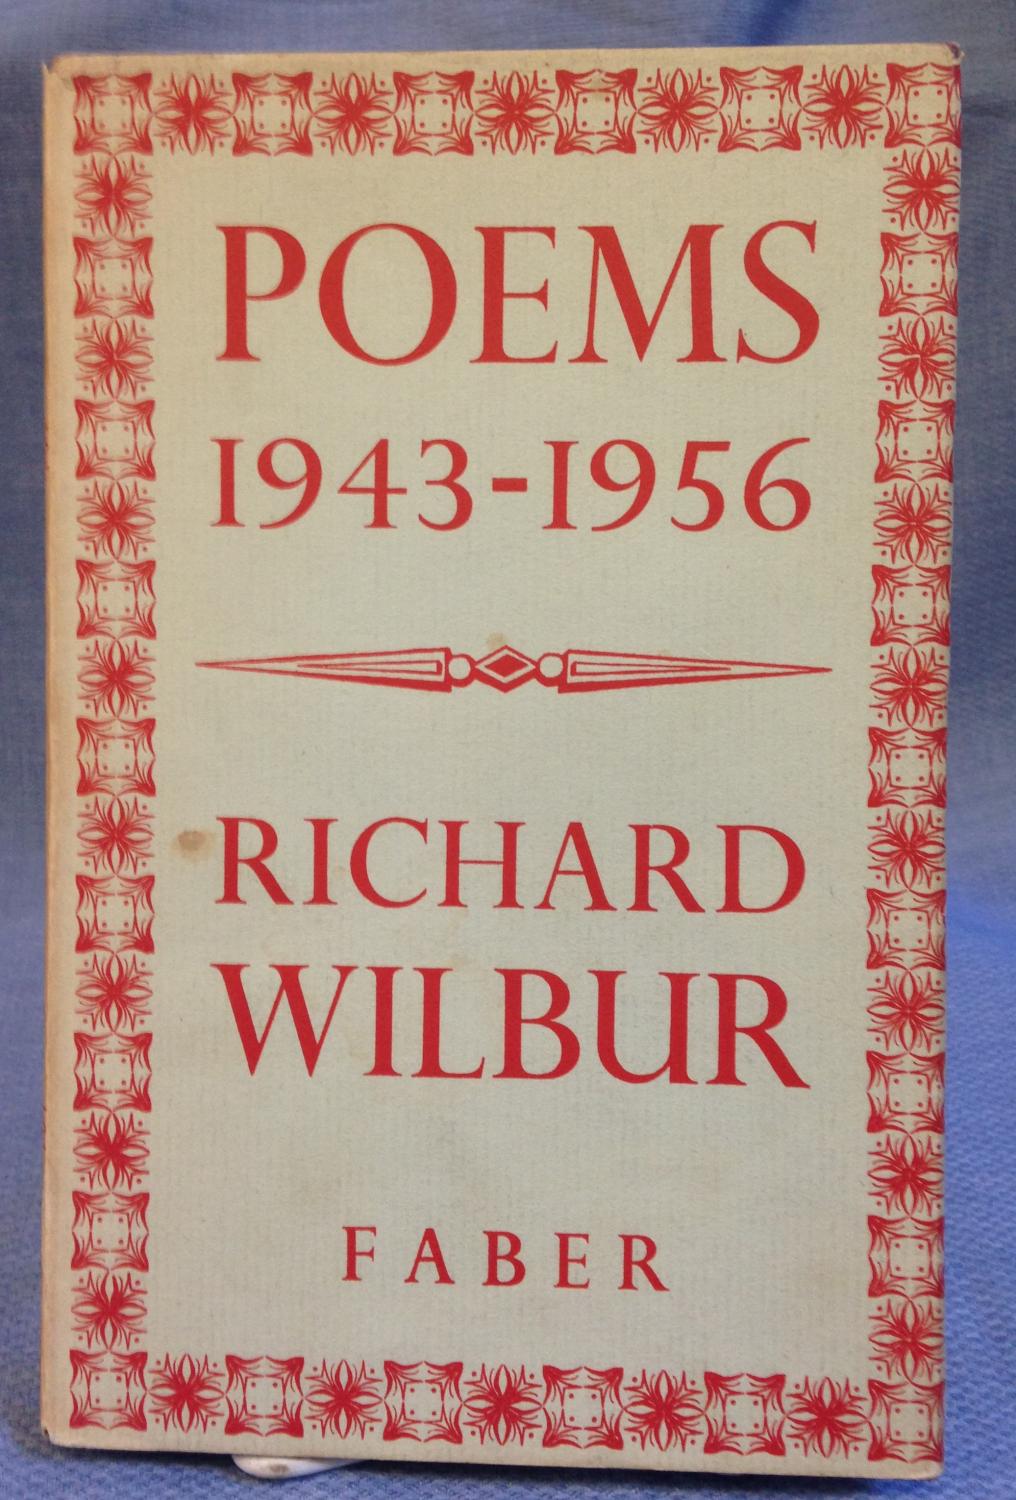 POEMS
1943-1956
RICHARD
WILBUR
FABER